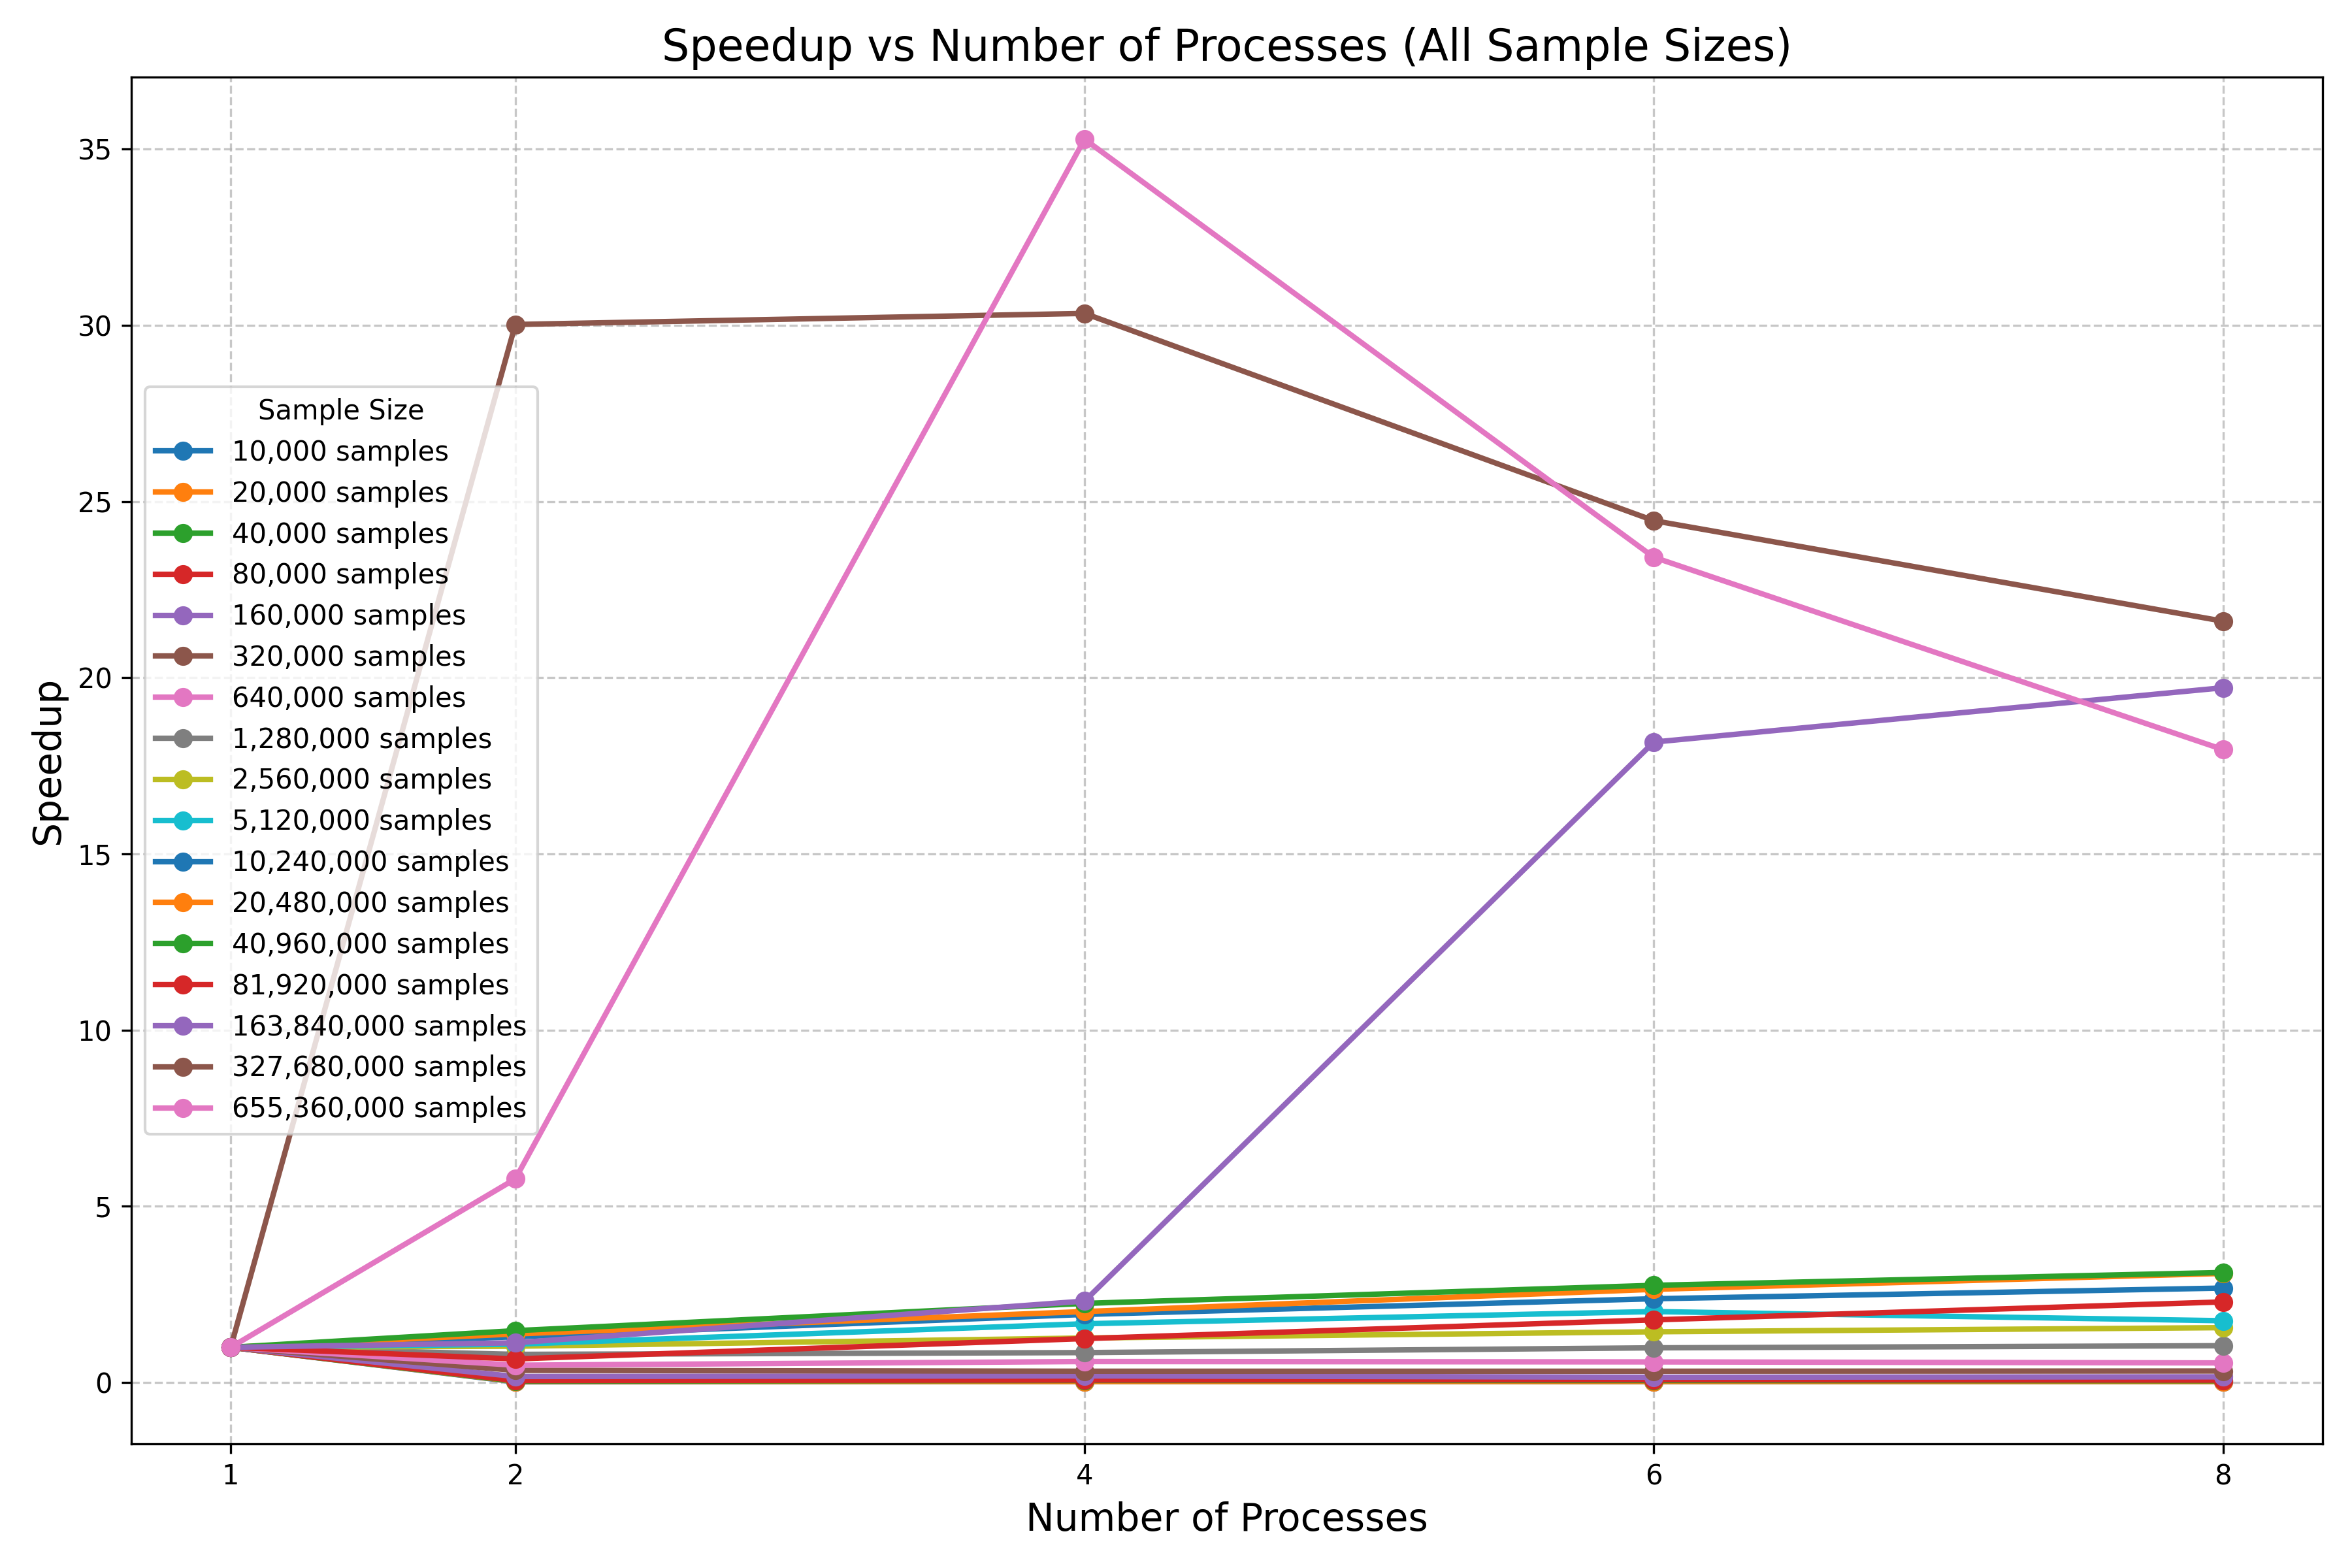 Speedup vs Number of Processes (All Sample Sizes)
35
30
25
20
15
10
5
0
Speedup
Sample Size
10,000 samples
20,000 samples
40,000 samples
80,000 samples
160,000 samples
320,000 samples
640,000 samples
1,280,000 samples
2,560,000 samples
5,120,000 samples
10,240,000 samples
20,480,000 samples
40,960,000 samples
81,920,000 samples
163,840,000 samples
327,680,000 samples
655,360,000 samples
1 2 4 6 8
Number of Processes